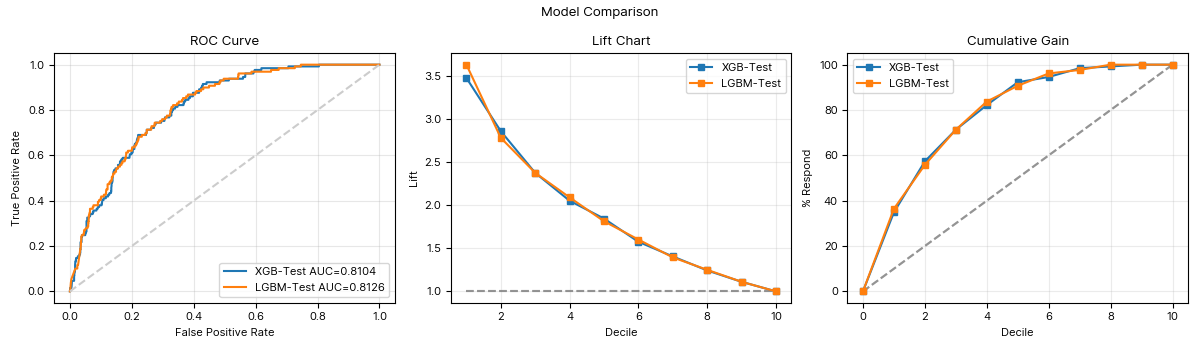 Model Comparison
ROC Curve
True Positive Rate
1.0
0.8
0.6
0.4
0.2
0.0
0.0 0.2 0.4 0.6 0.8 1.0
False Positive Rate
XGB-Test AUC=0.8104
LGBM-Test AUC=0.8126
Lift Chart
Lift
3.5
3.0
2.5
2.0
1.5
1.0
2 4 6 8 10
Decile
XGB-Test
LGBM-Test
Cumulative Gain
% Respond
100
80
60
40
20
0
0 2 4 6 8 10
Decile
XGB-Test
LGBM-Test